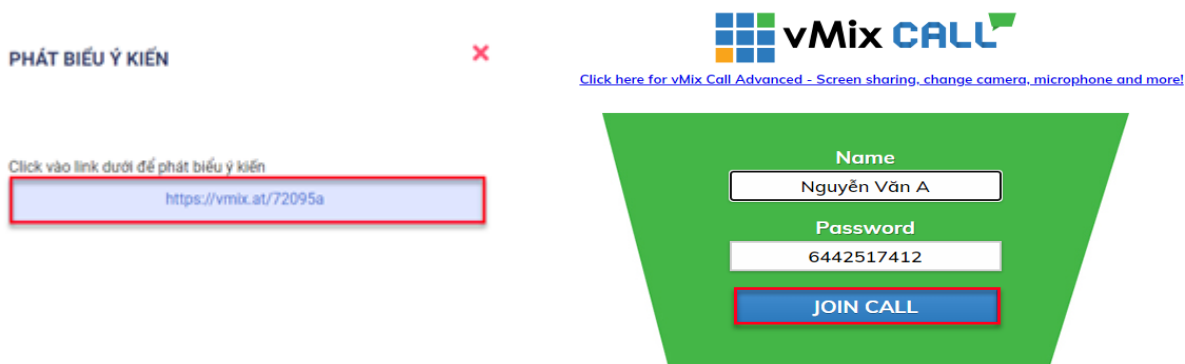 PHÁT BIỂU Ý KIẾN
Click vào link dưới để phát biểu ý kiến
https://vmix.at/72095a
vMix CALL
Click here for vMix Call Advanced - Screen sharing, change camera, microphone and more!
Name
Nguyễn Văn A
Password
6442517412
JOIN CALL